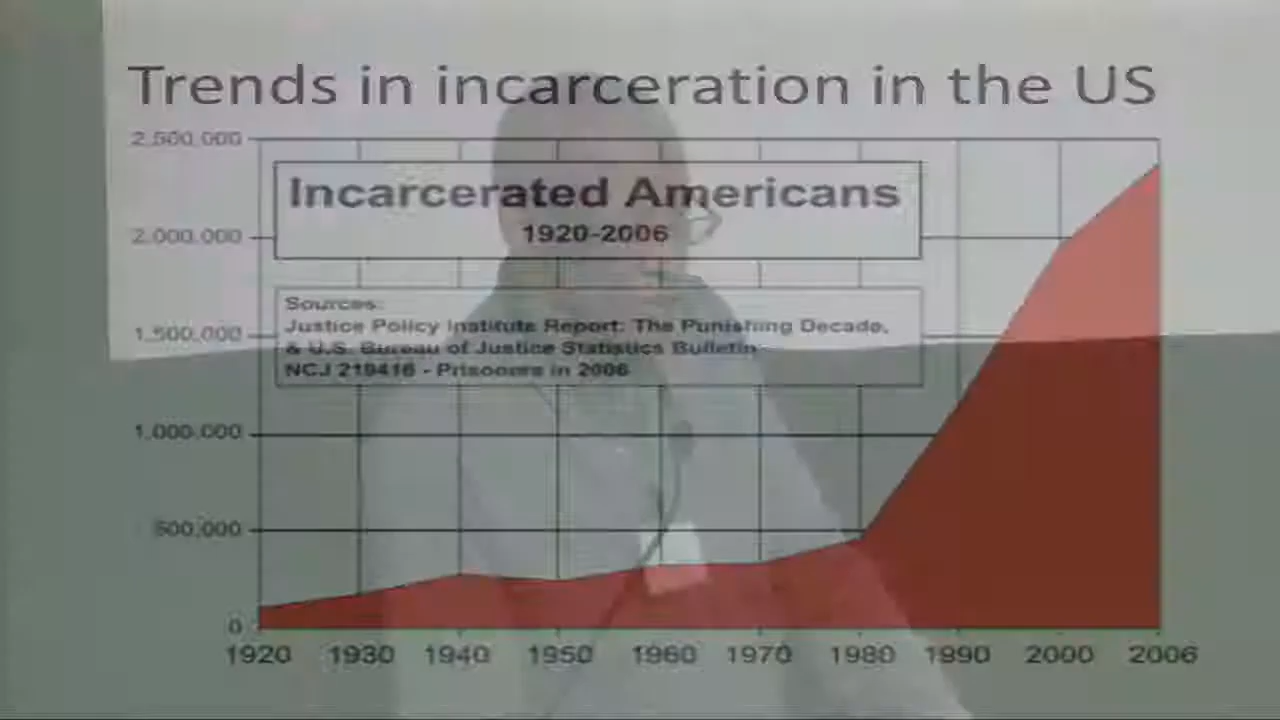 Trends in incarceration in the US
2,500,000
Incarcerated Americans
1920-2006
2,000,000
Sources:
Justice Policy Institute Report: The Punishing Decade,
1,500,000
& U.S. Bureau of Justice Statistics Bulletin
NCJ 219416 - Prisoners in 2006
1,000,000
500,000
0
1920 1930 1940 1950 1960 1970 1980 1990 2000 2006